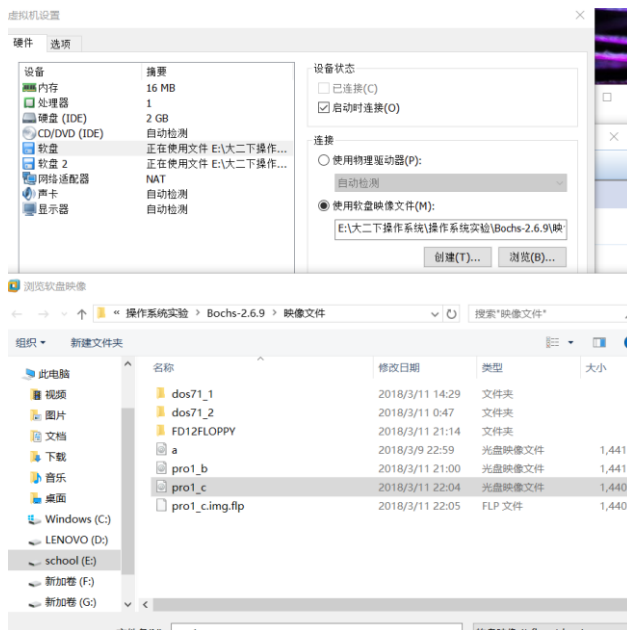 虚拟机设置
硬件 选项
设备 摘要
内存 16 MB
处理器 1
硬盘 (IDE) 2 GB
CD/DVD (IDE) 自动检测
软盘 正在使用文件 E:\大二下操作...
软盘 2 正在使用文件 E:\大二下操作...
网络适配器 NAT
声卡 自动检测
显示器 自动检测
设备状态
已连接(C)
启动时连接(O)
连接
使用物理驱动器(P):
自动检测
使用软盘映像文件(M):
E:\大二下操作系统\操作系统实验\Bochs-2.6.9\映
创建(T)... 浏览(B)...
浏览软盘映像
« 操作系统实验 > Bochs-2.6.9 > 映像文件 搜索"映像文件"
组织 新建文件夹
此电脑
视频
图片
文档
下载
音乐
桌面
Windows (C:)
LENOVO (D:)
school (E:)
新加卷 (F:)
新加卷 (G:)
名称 修改日期 类型 大小
dos71_1 2018/3/11 14:29 文件夹
dos71_2 2018/3/11 0:47 文件夹
FD12FLOPPY 2018/3/11 21:14 文件夹
a 2018/3/9 22:59 光盘映像文件 1,441
pro1_b 2018/3/11 21:00 光盘映像文件 1,441
pro1_c 2018/3/11 22:04 光盘映像文件 1,440
pro1_c.img.flp 2018/3/11 22:05 FLP 文件 1,440